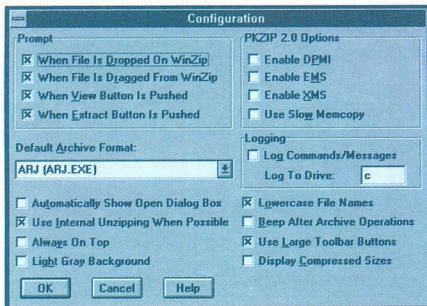 Configuration
Prompt
When File Is Dropped On WinZip
When File Is Dragged From WinZip
When View Button Is Pushed
When Extract Button Is Pushed
PKZIP 2.0 Options
Enable DPMI
Enable EMS
Enable XMS
Use Slow Memcopy
Default Archive Format:
ARJ (ARJ.EXE)
Logging
Log Commands/Messages
Log To Drive: c
Automatically Show Open Dialog Box
Use Internal Unzipping When Possible
Always On Top
Light Gray Background
Lowercase File Names
Beep After Archive Operations
Use Large Toolbar Buttons
Display Compressed Sizes
OK Cancel Help